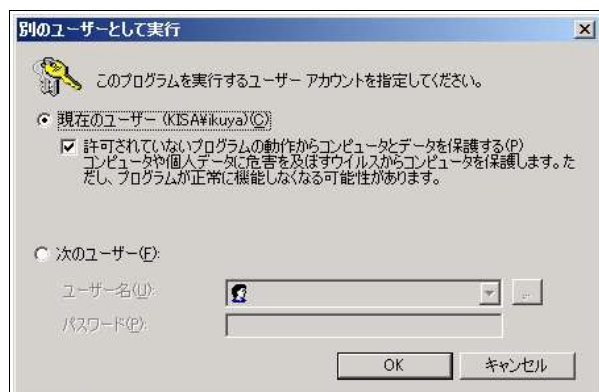 別のユーザーとして実行
このプログラムを実行するユーザー アカウントを指定してください。
現在のユーザー (KISA¥ikuya)(C)
許可されていないプログラムの動作からコンピュータとデータを保護する(P)
コンピュータや個人データに危害を及ぼすウイルスからコンピュータを保護します。た
だし、プログラムが正常に機能しなくなる可能性があります。
次のユーザー(F):
ユーザー名(U):
...
パスワード(P):
OK キャンセル